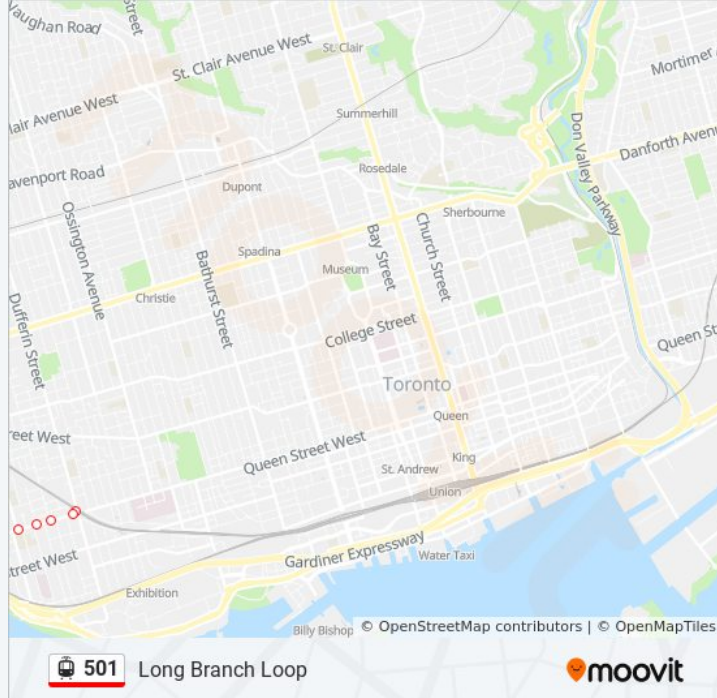 Vaughan Road
Street
St. Clair
St. Clair Avenue West
Mortimer
lair Avenue West
Summerhill
Don Valley Parkway
Danforth Aven
avenport Road
Rosedale
Dupont
Ossington Avenue
Sherbourne
Church Street
Bay Street
Bathurst Street
Spadina
Museum
Christie
Dufferin Street
College Street
Queen St
Toronto
Queen
reet West
Queen Street West
King
St. Andrew
Union
treet West
Gardiner Expressway
Water Taxi
Exhibition
Billy Bishop
© OpenStreetMap contributors | © OpenMapTiles
501 Long Branch Loop
moovit